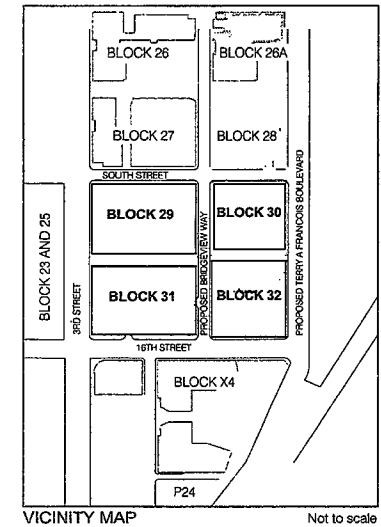 BLOCK 26
BLOCK 26A
BLOCK 27
BLOCK 28
SOUTH STREET
BLOCK 29
BLOCK 30
BLOCK 23 AND 25
3RD STREET
PROPOSED BRIDGEVIEW WAY
PROPOSED TERRY A FRANCOIS BOULEVARD
BLOCK 31
BLOCK 32
16TH STREET
BLOCK X4
P24
VICINITY MAP
Not to scale